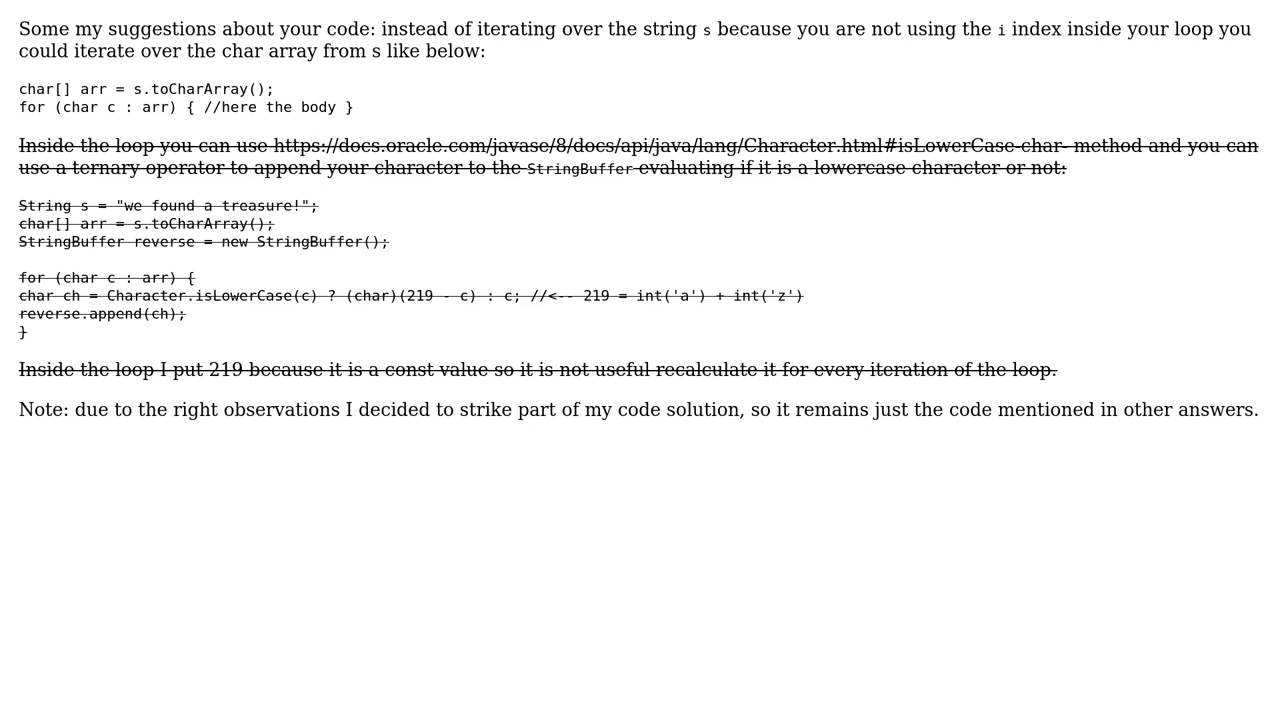 Some my suggestions about your code: instead of iterating over the string s because you are not using the i index inside your loop you
could iterate over the char array from s like below:
char[] arr = s.toCharArray();
for (char c : arr) { //here the body }
Inside the loop you can use https://docs.oracle.com/javase/8/docs/api/java/lang/Character.html#isLowerCase-char- method and you can
use a ternary operator to append your character to the StringBuffer evaluating if it is a lowercase character or not:
String s = "we found a treasure!";
char[] arr = s.toCharArray();
StringBuffer reverse = new StringBuffer();
for (char c : arr) {
char ch = Character.isLowerCase(c) ? (char)(219 - c) : c; //<-- 219 = int('a') + int('z')
reverse.append(ch);
}
Inside the loop I put 219 because it is a const value so it is not useful recalculate it for every iteration of the loop.
Note: due to the right observations I decided to strike part of my code solution, so it remains just the code mentioned in other answers.